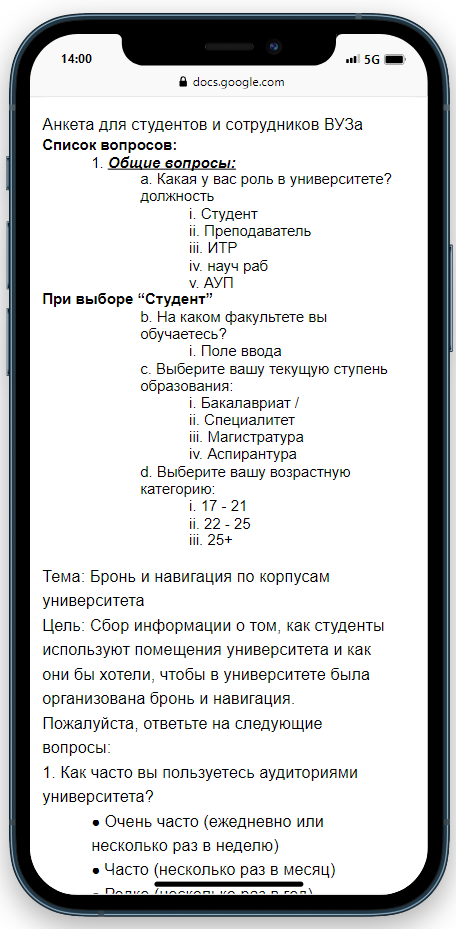 14:00
5G
docs.google.com
Анкета для студентов и сотрудников ВУЗа
Список вопросов:
1. Общие вопросы:
a. Какая у вас роль в университете?
должность
i. Студент
ii. Преподаватель
iii. ИТР
iv. науч раб
v. АУП
При выборе “Студент”
b. На каком факультете вы
обучаетесь?
i. Поле ввода
c. Выберите вашу текущую ступень
образования:
i. Бакалавриат /
ii. Специалитет
iii. Магистратура
iv. Аспирантура
d. Выберите вашу возрастную
категорию:
i. 17 - 21
ii. 22 - 25
iii. 25+
Тема: Бронь и навигация по корпусам
университета
Цель: Сбор информации о том, как студенты
используют помещения университета и как
они бы хотели, чтобы в университете была
организована бронь и навигация.
Пожалуйста, ответьте на следующие
вопросы:
1. Как часто вы пользуетесь аудиториями
университета?
● Очень часто (ежедневно или
несколько раз в неделю)
● Часто (несколько раз в месяц)
● Редко (несколько раз в год)